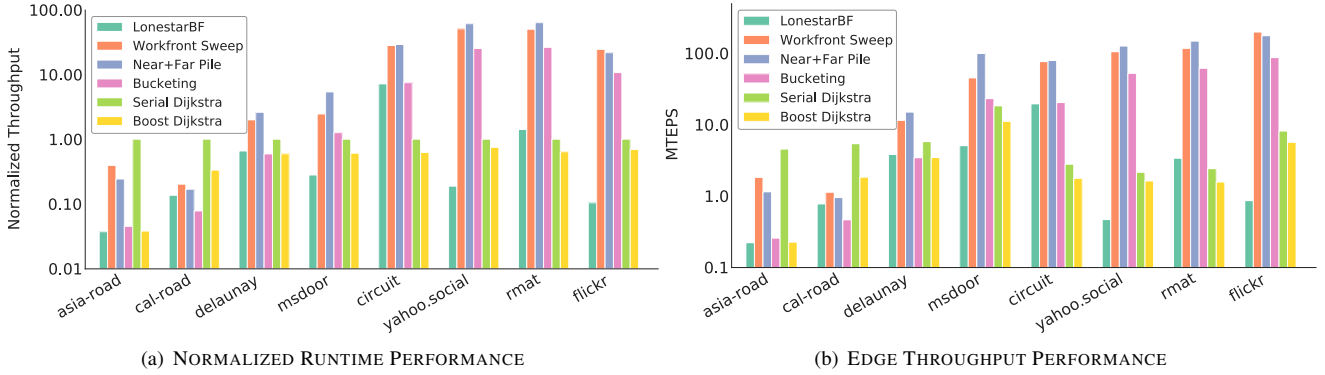 100.00
10.00
1.00
0.10
0.01
Normalized Throughput
LonestarBF
Workfront Sweep
Near+Far Pile
Bucketing
Serial Dijkstra
Boost Dijkstra
asia-road
cal-road
delaunay
msdoor
circuit
yahoo.social
rmat
flickr
(a) NORMALIZED RUNTIME PERFORMANCE
100.0
10.0
1.0
0.1
MTEPS
LonestarBF
Workfront Sweep
Near+Far Pile
Bucketing
Serial Dijkstra
Boost Dijkstra
asia-road
cal-road
delaunay
msdoor
circuit
yahoo.social
rmat
flickr
(b) EDGE THROUGHPUT PERFORMANCE